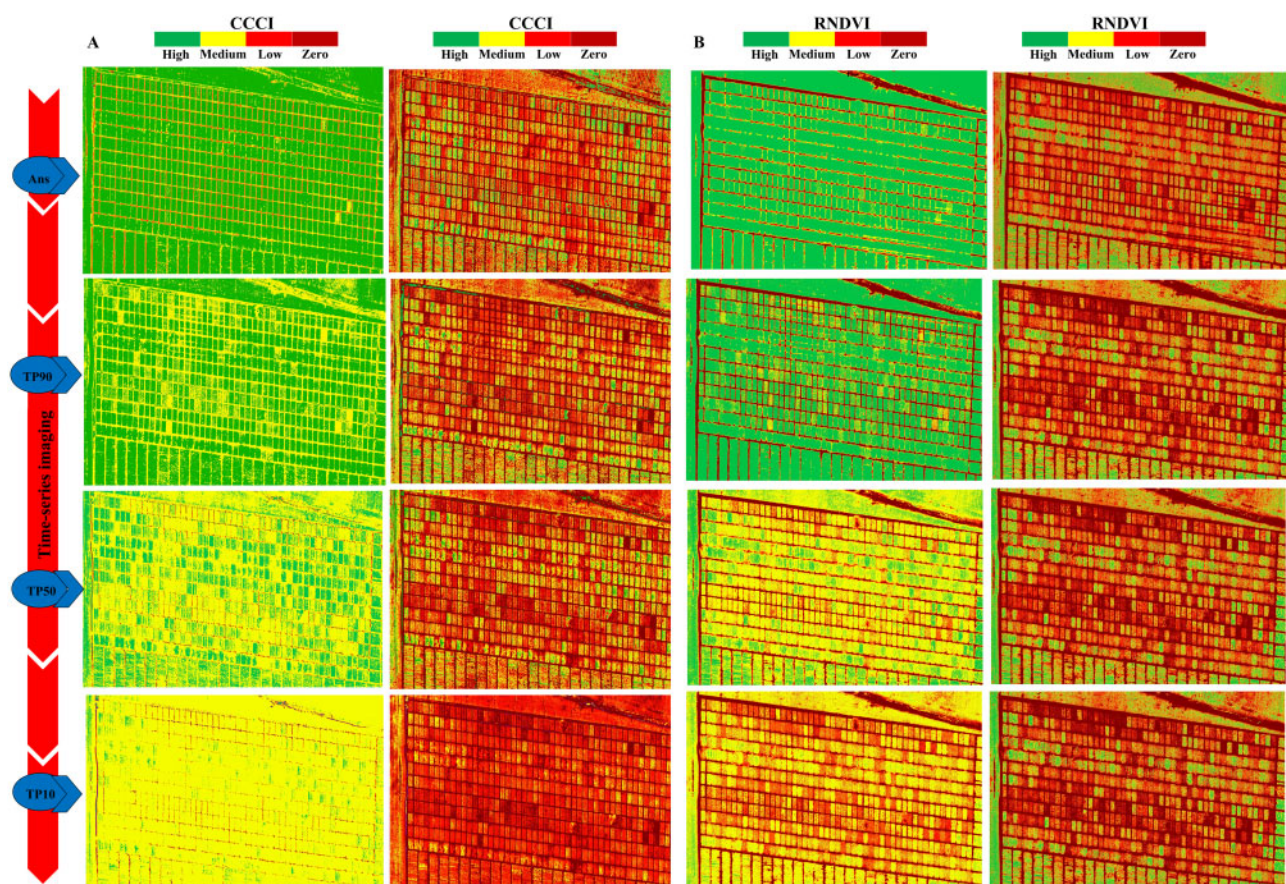 CCCI
CCCI
RNDVI
RNDVI
A
B
High Medium Low Zero
High Medium Low Zero
High Medium Low Zero
High Medium Low Zero
Ans
TP90
Time-series imaging
TP50
TP10